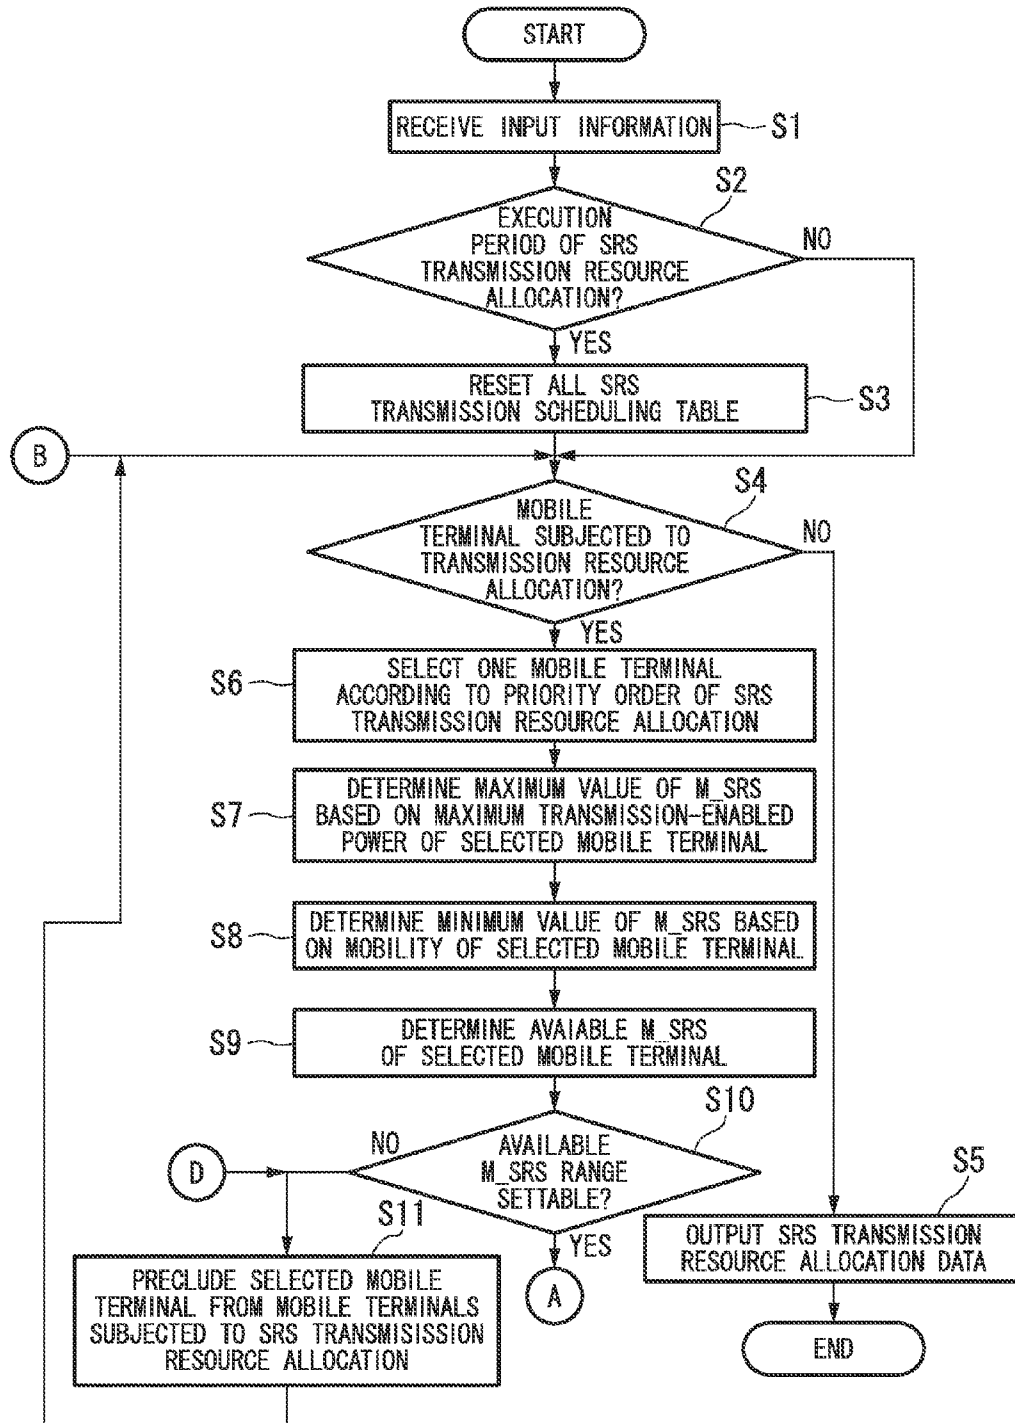 START
RECEIVE INPUT INFORMATION
S1
S2
EXECUTION
PERIOD OF SRS
TRANSMISSION RESOURCE
ALLOCATION?
NO
YES
RESET ALL SRS
TRANSMISSION SCHEDULING TABLE
S3
B
S4
MOBILE
TERMINAL SUBJECTED TO
TRANSMISSION RESOURCE
ALLOCATION?
NO
YES
S6
SELECT ONE MOBILE TERMINAL
ACCORDING TO PRIORITY ORDER OF SRS
TRANSMISSION RESOURCE ALLOCATION
S7
DETERMINE MAXIMUM VALUE OF M_SRS
BASED ON MAXIMUM TRANSMISSION-ENABLED
POWER OF SELECTED MOBILE TERMINAL
S8
DETERMINE MINIMUM VALUE OF M_SRS BASED
ON MOBILITY OF SELECTED MOBILE TERMINAL
S9
DETERMINE AVAIABLE M_SRS
OF SELECTED MOBILE TERMINAL
S10
AVAILABLE
M_SRS RANGE
SETTABLE?
NO
YES
D
A
S11
PRECLUDE SELECTED MOBILE
TERMINAL FROM MOBILE TERMINALS
SUBJECTED TO SRS TRANSMISISSION
RESOURCE ALLOCATION
S5
OUTPUT SRS TRANSMISSION
RESOURCE ALLOCATION DATA
END